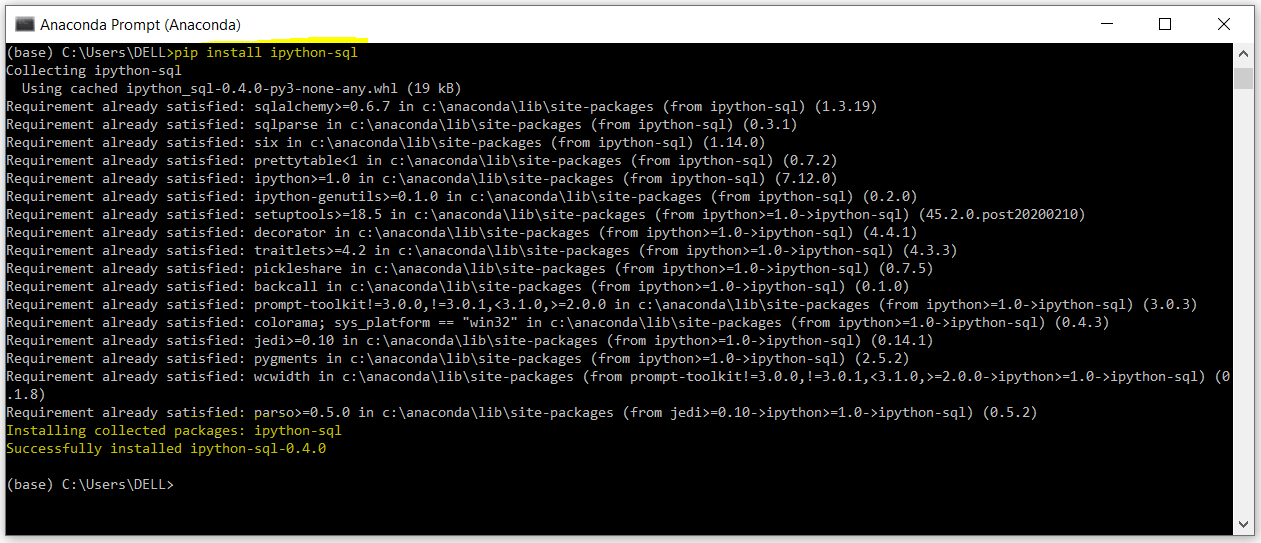 Anaconda Prompt (Anaconda)
(base) C:\Users\DELL>pip install ipython-sql
Collecting ipython-sql
  Using cached ipython_sql-0.4.0-py3-none-any.whl (19 kB)
Requirement already satisfied: sqlalchemy>=0.6.7 in c:\anaconda\lib\site-packages (from ipython-sql) (1.3.19)
Requirement already satisfied: sqlparse in c:\anaconda\lib\site-packages (from ipython-sql) (0.3.1)
Requirement already satisfied: six in c:\anaconda\lib\site-packages (from ipython-sql) (1.14.0)
Requirement already satisfied: prettytable<1 in c:\anaconda\lib\site-packages (from ipython-sql) (0.7.2)
Requirement already satisfied: ipython>=1.0 in c:\anaconda\lib\site-packages (from ipython-sql) (7.12.0)
Requirement already satisfied: ipython-genutils>=0.1.0 in c:\anaconda\lib\site-packages (from ipython-sql) (0.2.0)
Requirement already satisfied: setuptools>=18.5 in c:\anaconda\lib\site-packages (from ipython>=1.0->ipython-sql) (45.2.0.post20200210)
Requirement already satisfied: decorator in c:\anaconda\lib\site-packages (from ipython>=1.0->ipython-sql) (4.4.1)
Requirement already satisfied: traitlets>=4.2 in c:\anaconda\lib\site-packages (from ipython>=1.0->ipython-sql) (4.3.3)
Requirement already satisfied: pickleshare in c:\anaconda\lib\site-packages (from ipython>=1.0->ipython-sql) (0.7.5)
Requirement already satisfied: backcall in c:\anaconda\lib\site-packages (from ipython>=1.0->ipython-sql) (0.1.0)
Requirement already satisfied: prompt-toolkit!=3.0.0,!=3.0.1,<3.1.0,>=2.0.0 in c:\anaconda\lib\site-packages (from ipython>=1.0->ipython-sql) (3.0.3)
Requirement already satisfied: colorama; sys_platform == "win32" in c:\anaconda\lib\site-packages (from ipython>=1.0->ipython-sql) (0.4.3)
Requirement already satisfied: jedi>=0.10 in c:\anaconda\lib\site-packages (from ipython>=1.0->ipython-sql) (0.14.1)
Requirement already satisfied: pygments in c:\anaconda\lib\site-packages (from ipython>=1.0->ipython-sql) (2.5.2)
Requirement already satisfied: wcwidth in c:\anaconda\lib\site-packages (from prompt-toolkit!=3.0.0,!=3.0.1,<3.1.0,>=2.0.0->ipython>=1.0->ipython-sql) (0
.1.8)
Requirement already satisfied: parso>=0.5.0 in c:\anaconda\lib\site-packages (from jedi>=0.10->ipython>=1.0->ipython-sql) (0.5.2)
Installing collected packages: ipython-sql
Successfully installed ipython-sql-0.4.0
(base) C:\Users\DELL>